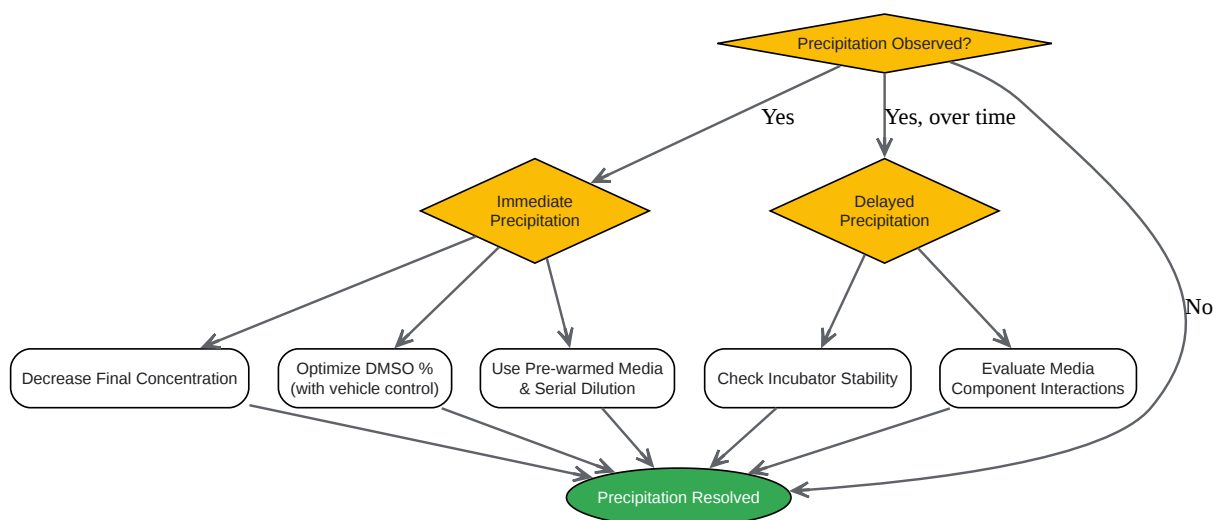 Precipitation Observed?
Yes
Yes, over time
Immediate
Precipitation
Delayed
Precipitation
No
Decrease Final Concentration
Optimize DMSO %
(with vehicle control)
Use Pre-warmed Media
& Serial Dilution
Check Incubator Stability
Evaluate Media
Component Interactions
Precipitation Resolved